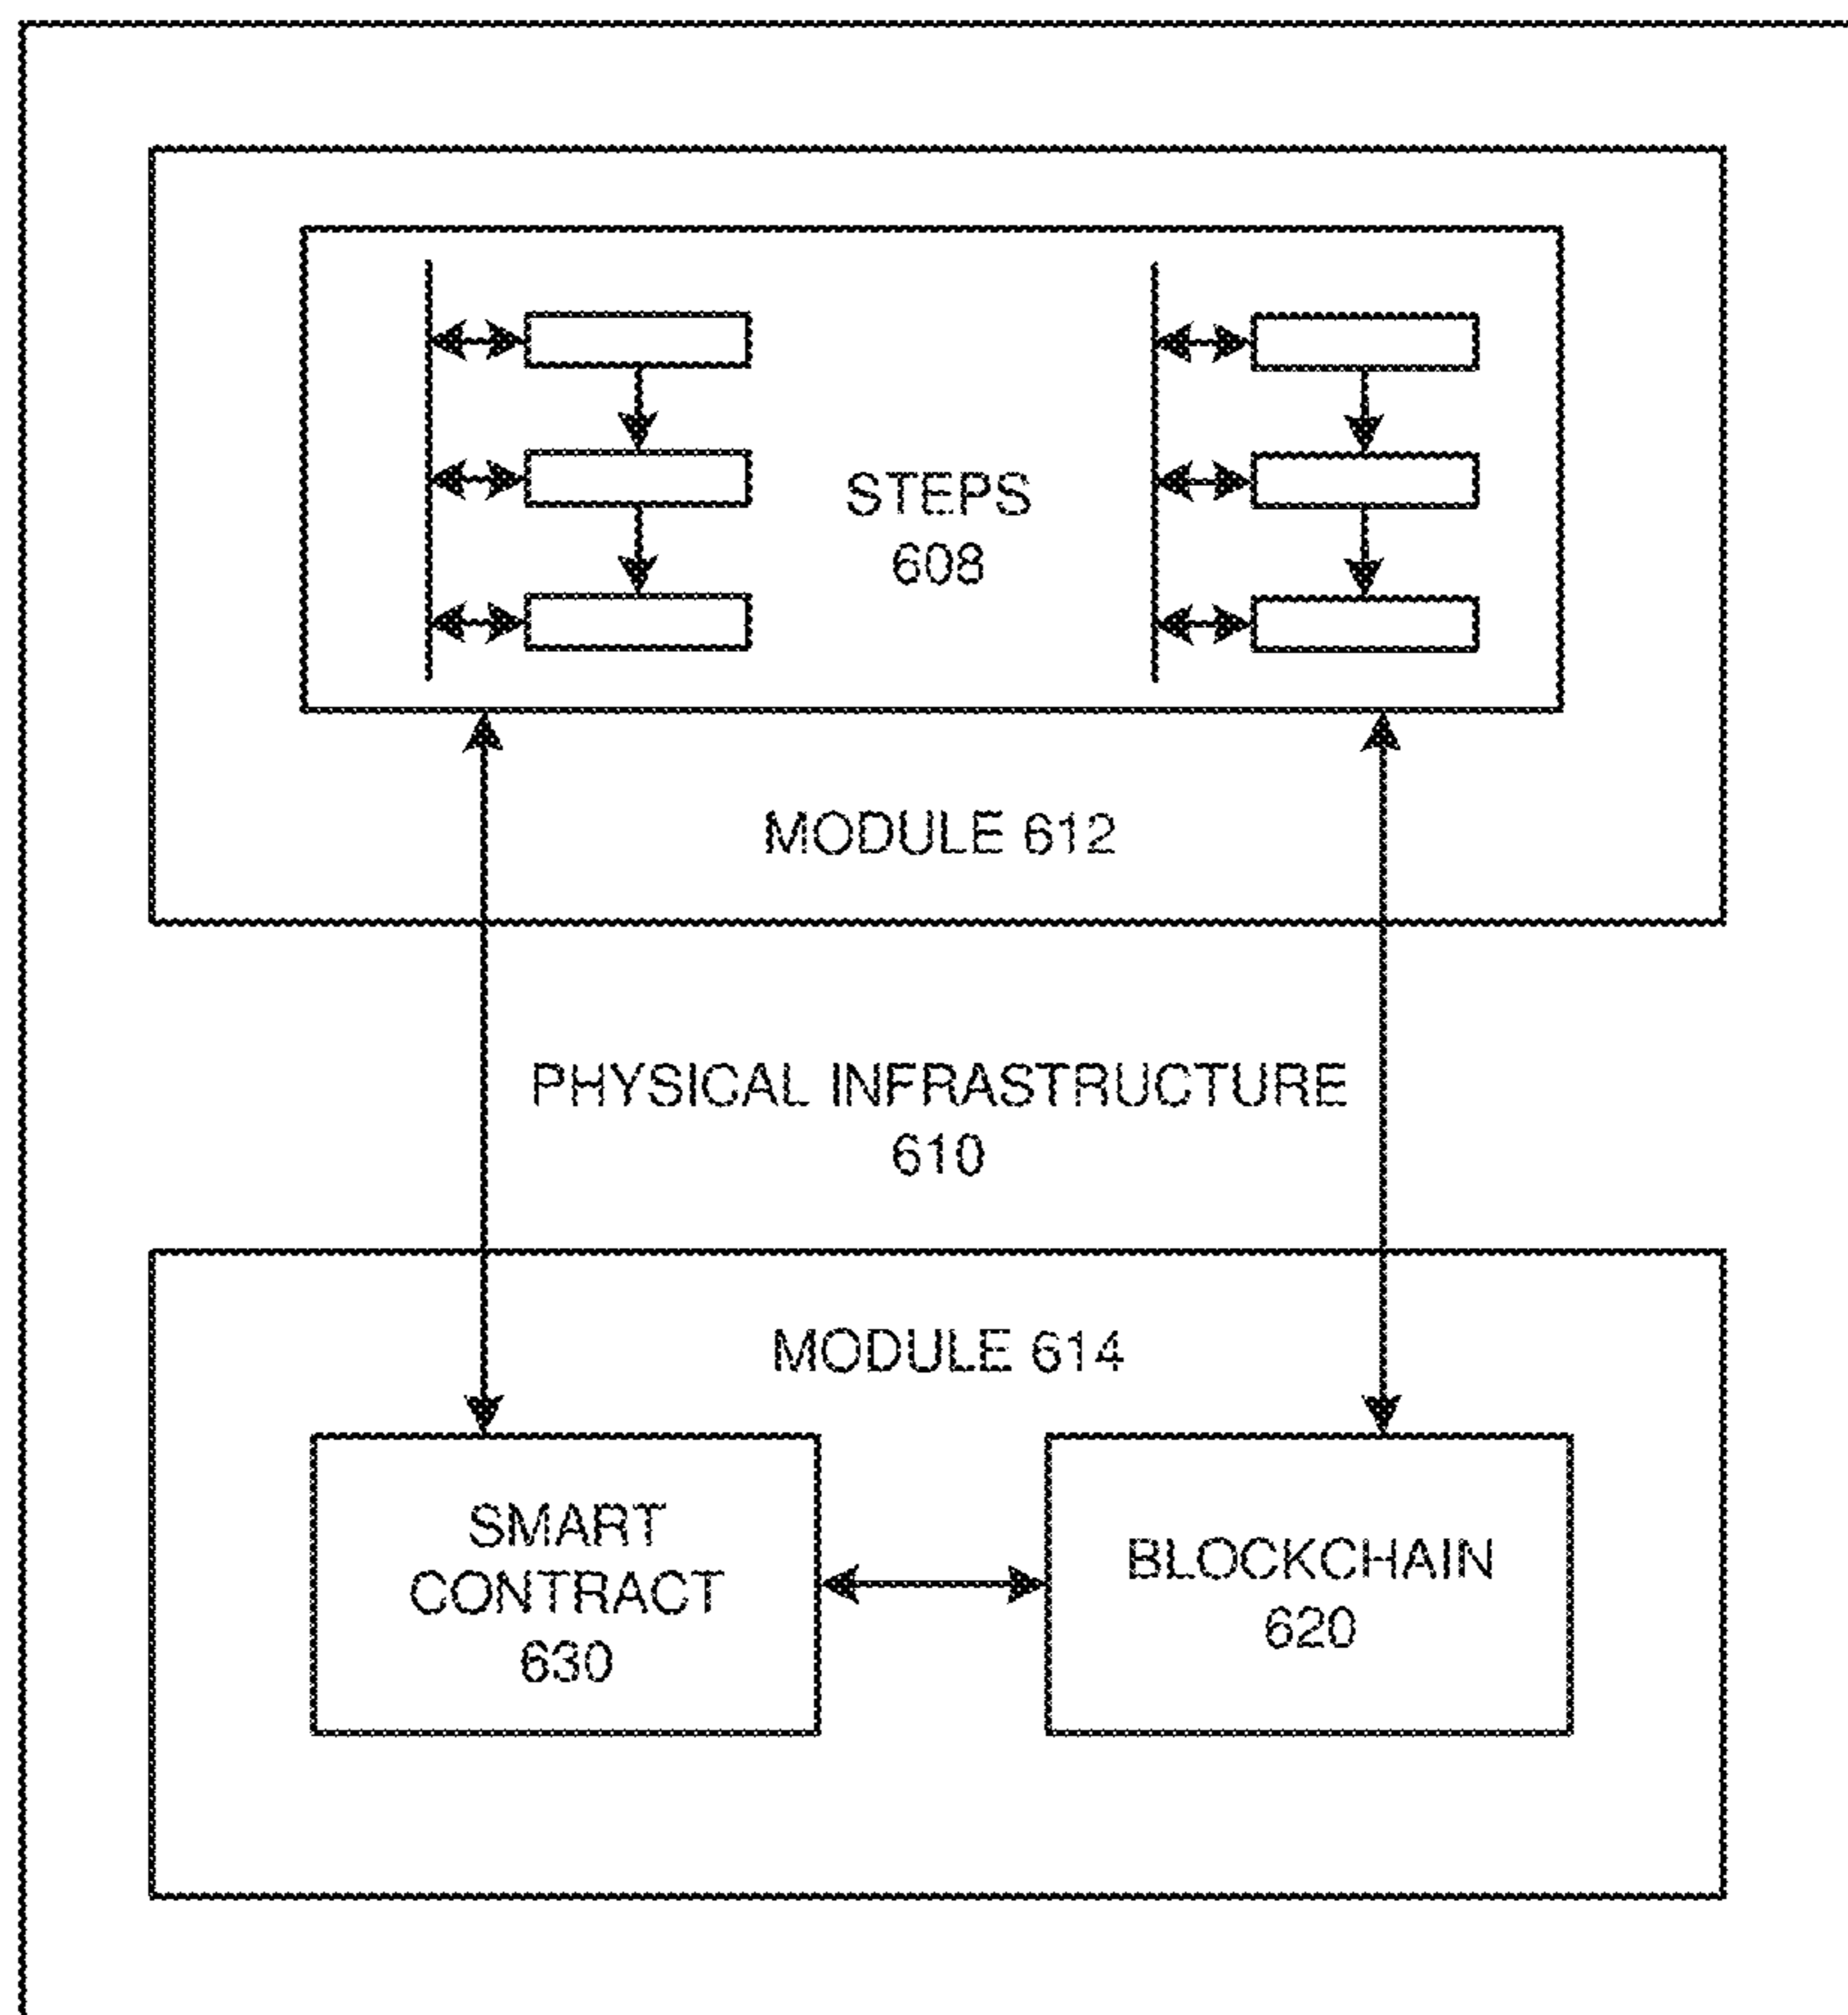 STEPS
608
MODULE 612
PHYSICAL INFRASTRUCTURE
610
MODULE 614
SMART
CONTRACT
630
BLOCKCHAIN
620